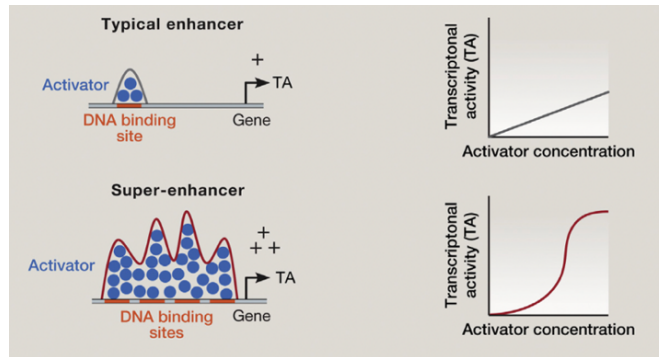 Typical enhancer
+
Activator
TA
DNA binding
site
Gene
Transcriptonal
activity (TA)
Activator concentration
Super-enhancer
+
+ +
Activator
TA
DNA binding
sites
Gene
Transcriptonal
activity (TA)
Activator concentration